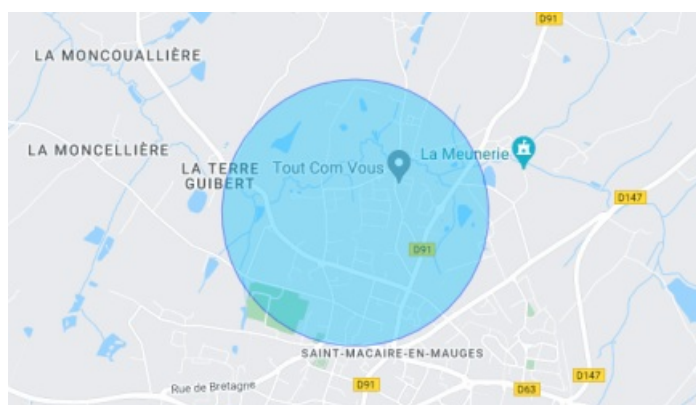 D91
LA MONCOUALLIÈRE
LA MONCELLIÈRE
La Meunerie
LA TERRE
GUIBERT
Tout Com Vous
D147
D91
SAINT-MACAIRE-EN-MAUGES
Rue de Bretagne
D91
D63
D147